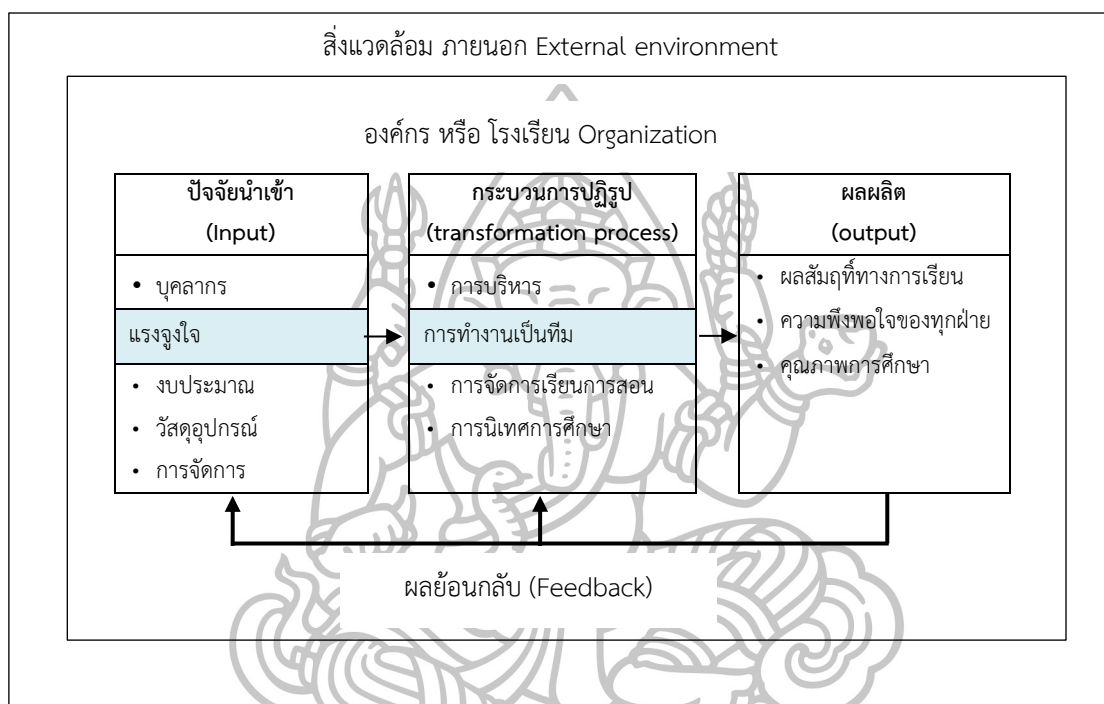 สิ่งแวดล้อม ภายนอก External environment
องค์กร หรือ โรงเรียน Organization
ปัจจัยนำเข้า
(Input)
• บุคลากร
แรงจูงใจ
• งบประมาณ
• วัสดุอุปกรณ์
• การจัดการ
กระบวนการปฏิรูป
(transformation process)
• การบริหาร
การทำงานเป็นทีม
• การจัดการเรียนการสอน
• การนิเทศการศึกษา
ผลผลิต
(output)
• ผลสัมฤทธิ์ทางการเรียน
• ความพึงพอใจของทุกฝ่าย
• คุณภาพการศึกษา
ผลย้อนกลับ (Feedback)